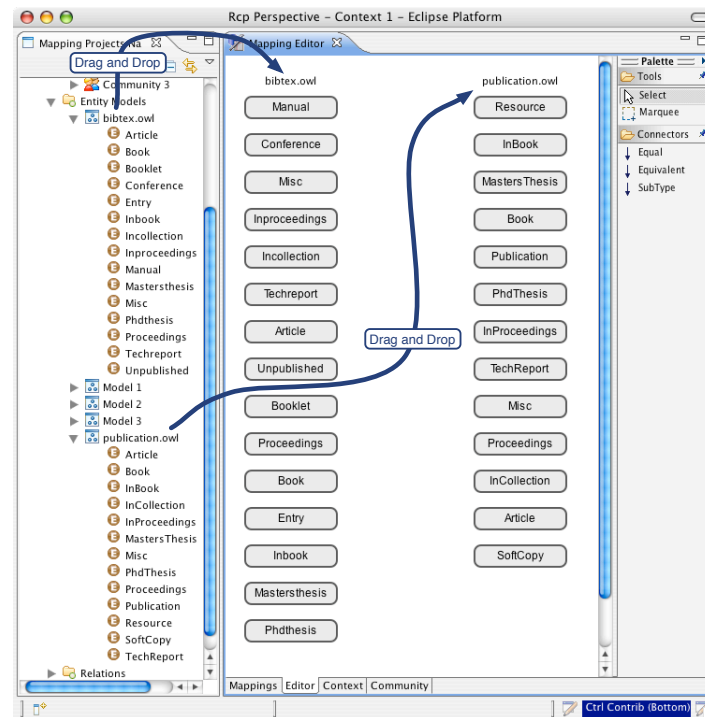 Rcp Perspective – Context 1 – Eclipse Platform
Mapping Projects Na
Drag and Drop
Community 3
Entity Models
bibtex.owl
Article
Book
Booklet
Conference
Entry
Inbook
Incollection
Inproceedings
Manual
Mastersthesis
Misc
Phdthesis
Proceedings
Techreport
Unpublished
Model 1
Model 2
Model 3
publication.owl
Article
Book
InBook
InCollection
InProceedings
MastersThesis
Misc
PhdThesis
Proceedings
Publication
Resource
SoftCopy
TechReport
Relations
Mapping Editor
bibtex.owl
Manual
Conference
Misc
Inproceedings
Incollection
Techreport
Article
Unpublished
Booklet
Proceedings
Book
Entry
Inbook
Mastersthesis
Phdthesis
publication.owl
Resource
InBook
MastersThesis
Book
Publication
PhdThesis
InProceedings
Drag and Drop
TechReport
Misc
Proceedings
InCollection
Article
SoftCopy
Palette
Tools
Select
Marquee
Connectors
Equal
Equivalent
SubType
Mappings Editor Context Community
Ctrl Contrib (Bottom)